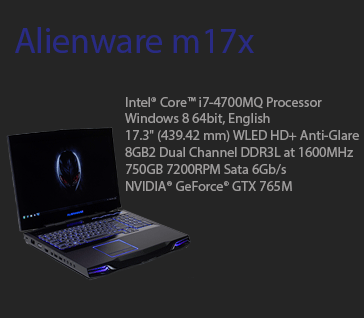 Alienware m17x
Intel® Core™ i7-4700MQ Processor
Windows 8 64bit, English
17.3" (439.42 mm) WLED HD+ Anti-Glare
8GB2 Dual Channel DDR3L at 1600MHz
750GB 7200RPM Sata 6Gb/s
NVIDIA® GeForce® GTX 765M